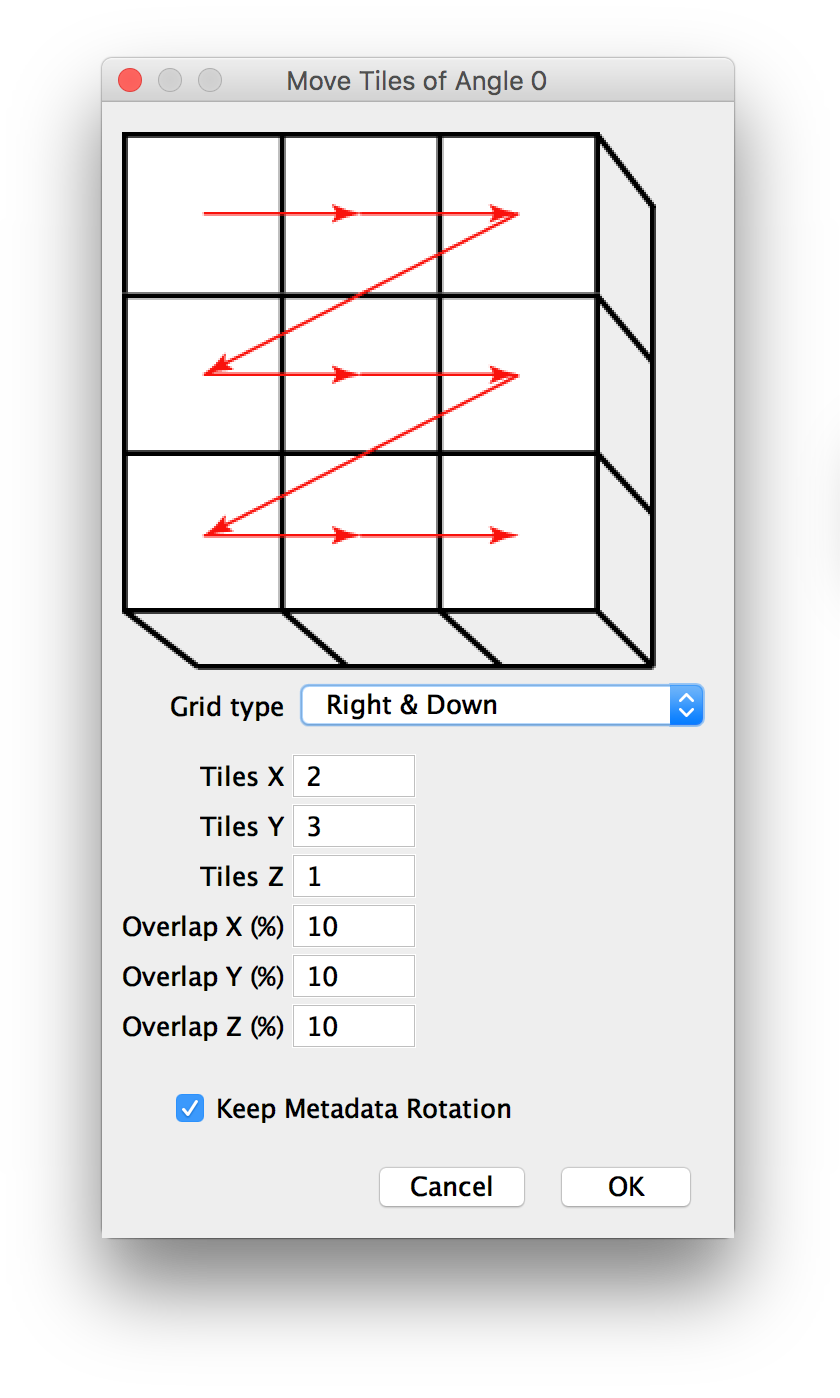 Move Tiles of Angle 0
Grid type Right & Down
Tiles X 2
Tiles Y 3
Tiles Z 1
Overlap X (%) 10
Overlap Y (%) 10
Overlap Z (%) 10
Keep Metadata Rotation
Cancel OK